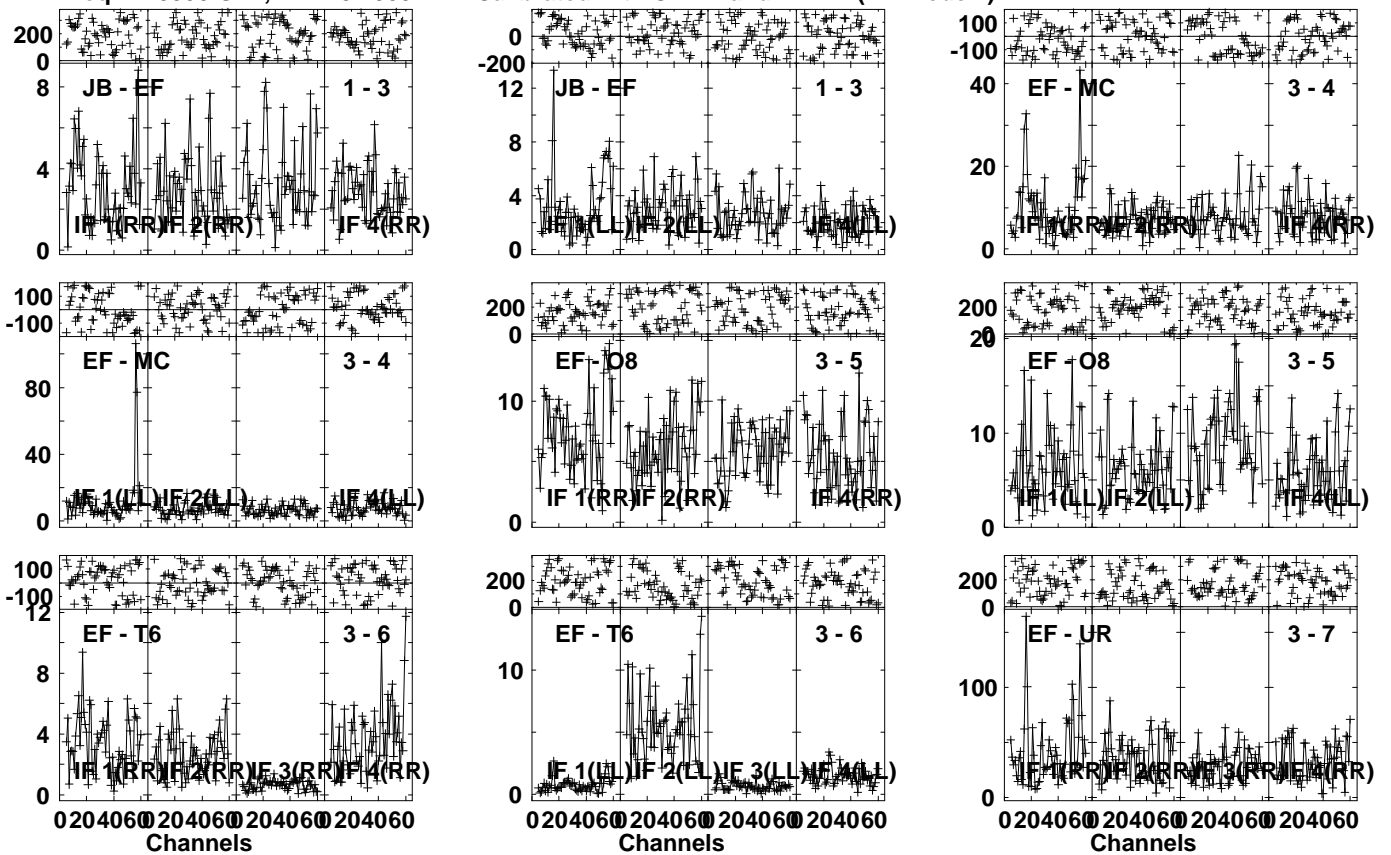 200
0
0
-200
100
-100
JB - EF 1 - 3
8
4
0
IF 1(RR) IF 2(RR) IF 4(RR)
JB - EF 1 - 3
12
8
4
0
IF 1(LL) IF 2(LL) IF 4(LL)
EF - MC 3 - 4
40
20
0
IF 1(RR) IF 2(RR) IF 4(RR)
100
-100
200
0
200
0
EF - MC 3 - 4
80
40
0
IF 1(LL) IF 2(LL) IF 4(LL)
EF - O8 3 - 5
10
0
IF 1(RR) IF 2(RR) IF 4(RR)
20
EF - O8 3 - 5
10
0
IF 1(LL) IF 2(LL) IF 4(LL)
100
-100
200
0
200
0
12
EF - T6 3 - 6
8
4
0
IF 1(RR) IF 2(RR) IF 3(RR) IF 4(RR)
EF - T6 3 - 6
10
0
IF 1(LL) IF 2(LL) IF 3(LL) IF 4(LL)
EF - UR 3 - 7
100
0
IF 1(RR) IF 2(RR) IF 3(RR) IF 4(RR)
0 20 40 60 0 20 40 60 0 20 40 60 0 20 40 60
0 20 40 60 0 20 40 60 0 20 40 60 0 20 40 60
0 20 40 60 0 20 40 60 0 20 40 60 0 20 40 60
Channels Channels Channels